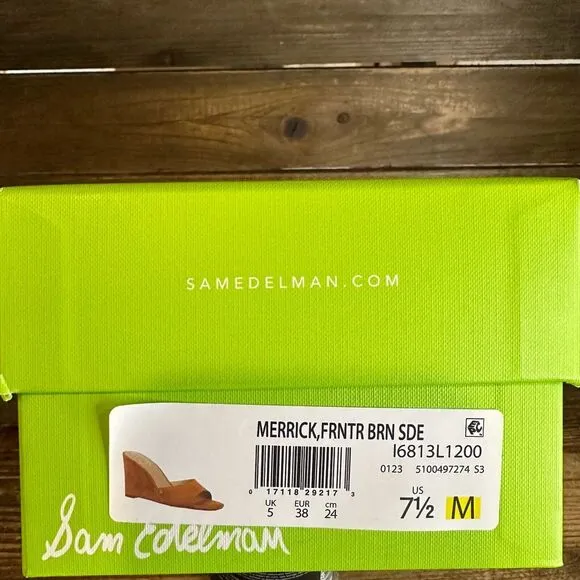 SAMEDELMAN.COM
MERRICK,FRNTR BRN SDE
I6813L1200
0123 5100497274 S3
0 17118 29217 3
UK EUR cm US
5 38 24 7½ M
Sam Edelman